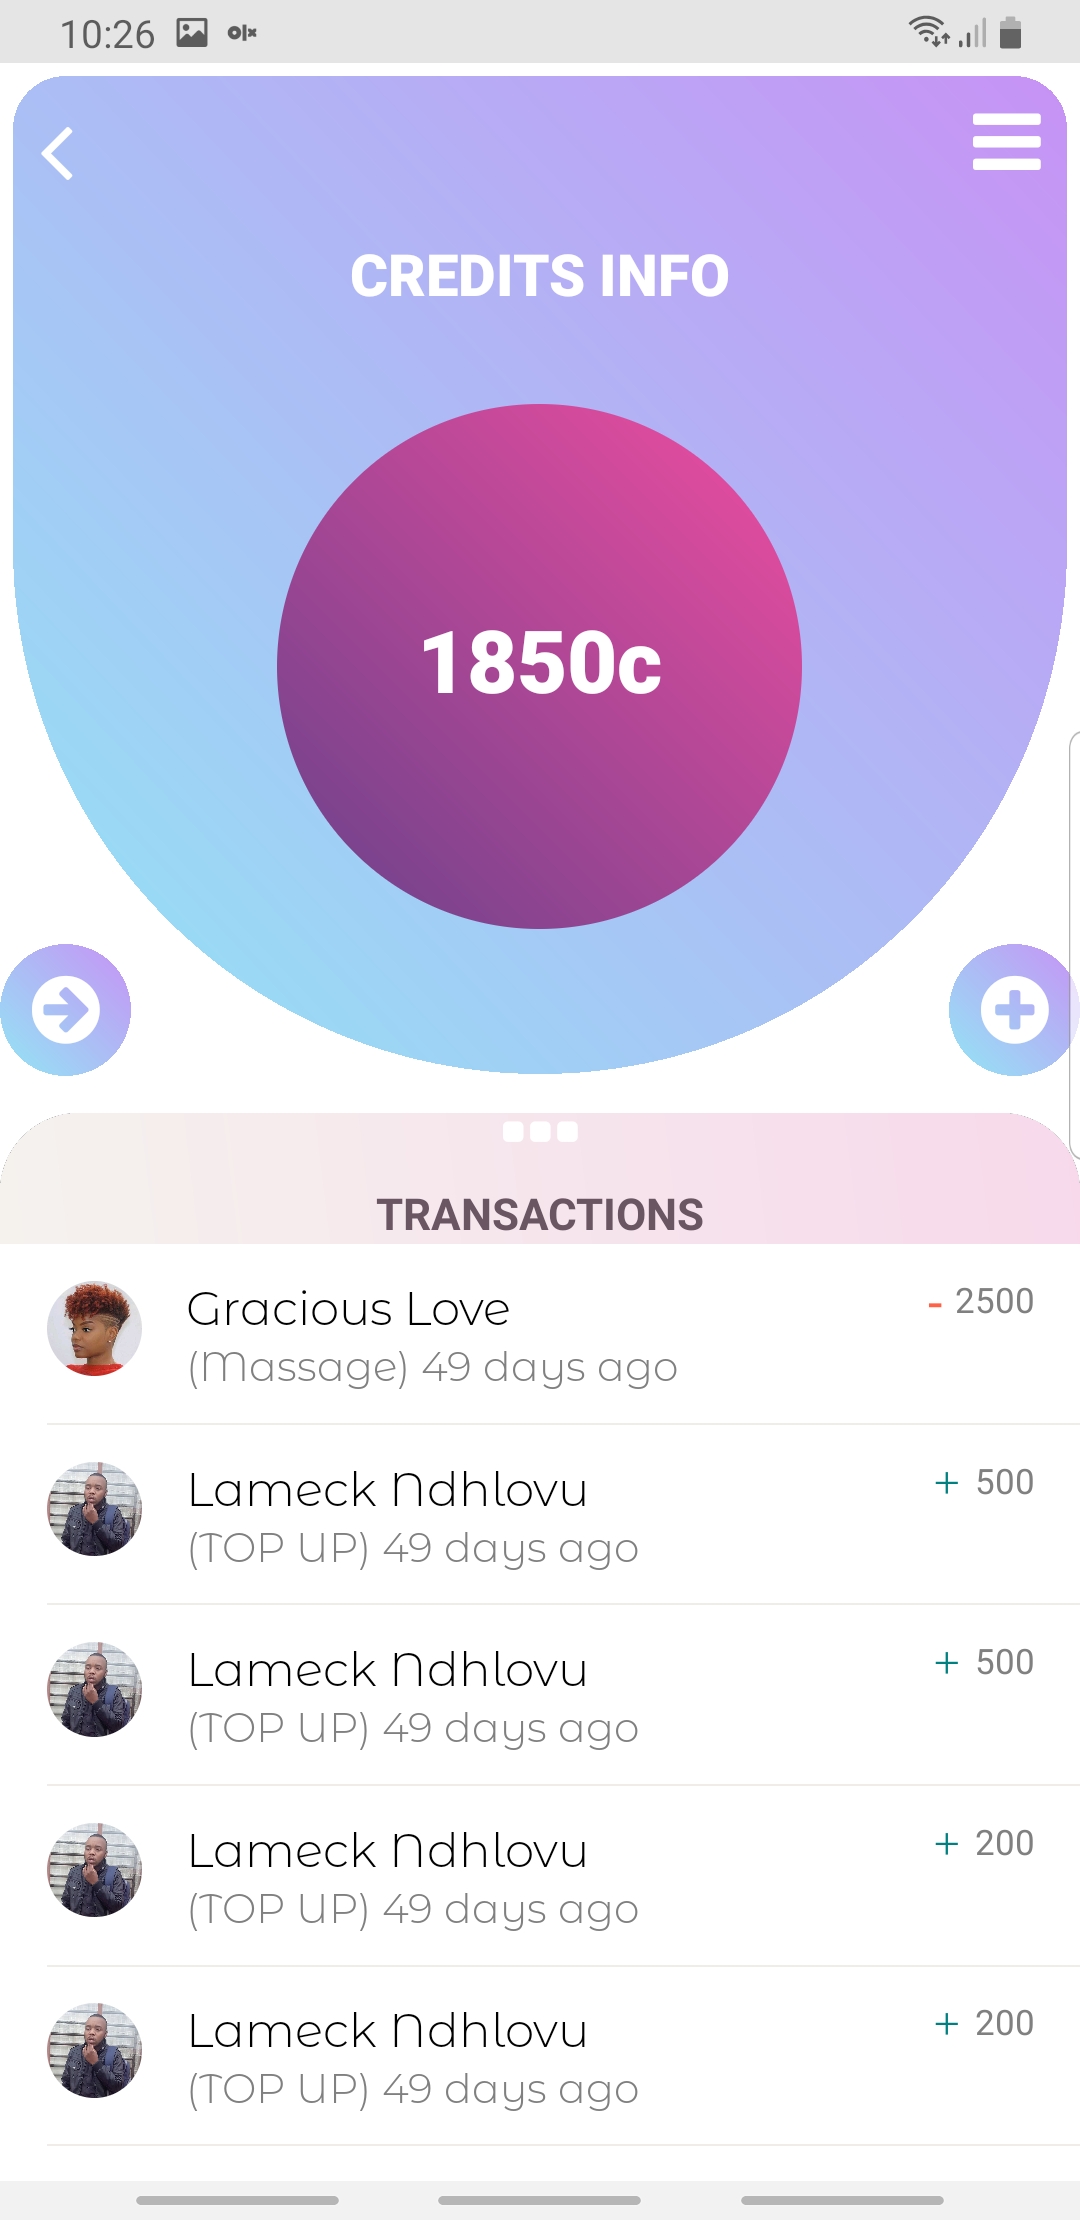 10:26 olx
CREDITS INFO
1850c
TRANSACTIONS
Gracious Love
- 2500
(Massage) 49 days ago
Lameck Ndhlovu
+ 500
(TOP UP) 49 days ago
Lameck Ndhlovu
+ 500
(TOP UP) 49 days ago
Lameck Ndhlovu
+ 200
(TOP UP) 49 days ago
Lameck Ndhlovu
+ 200
(TOP UP) 49 days ago